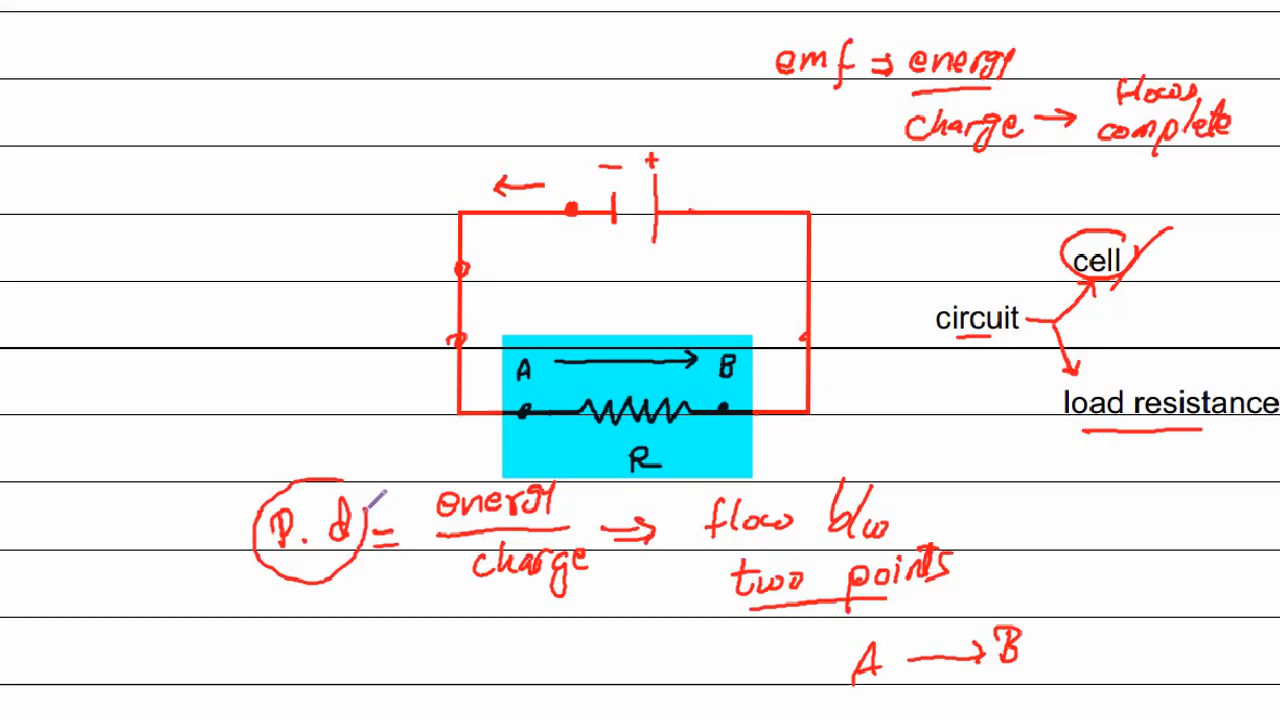 emf ⇒ energy
charge → flows
complete
- +
cell
circuit
load resistance
A → B
R
P. d = energy
charge ⇒ flow b/w
two points
A → B